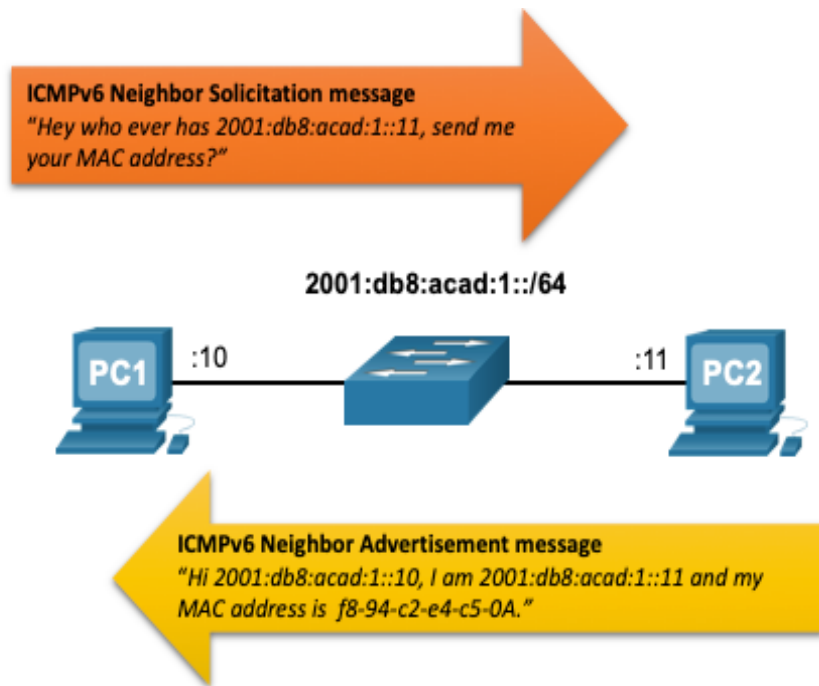 ICMPv6 Neighbor Solicitation message
"Hey who ever has 2001:db8:acad:1::11, send me
your MAC address?"
2001:db8:acad:1::/64
PC1
:10
:11
PC2
ICMPv6 Neighbor Advertisement message
"Hi 2001:db8:acad:1::10, I am 2001:db8:acad:1::11 and my
MAC address is f8-94-c2-e4-c5-0A."